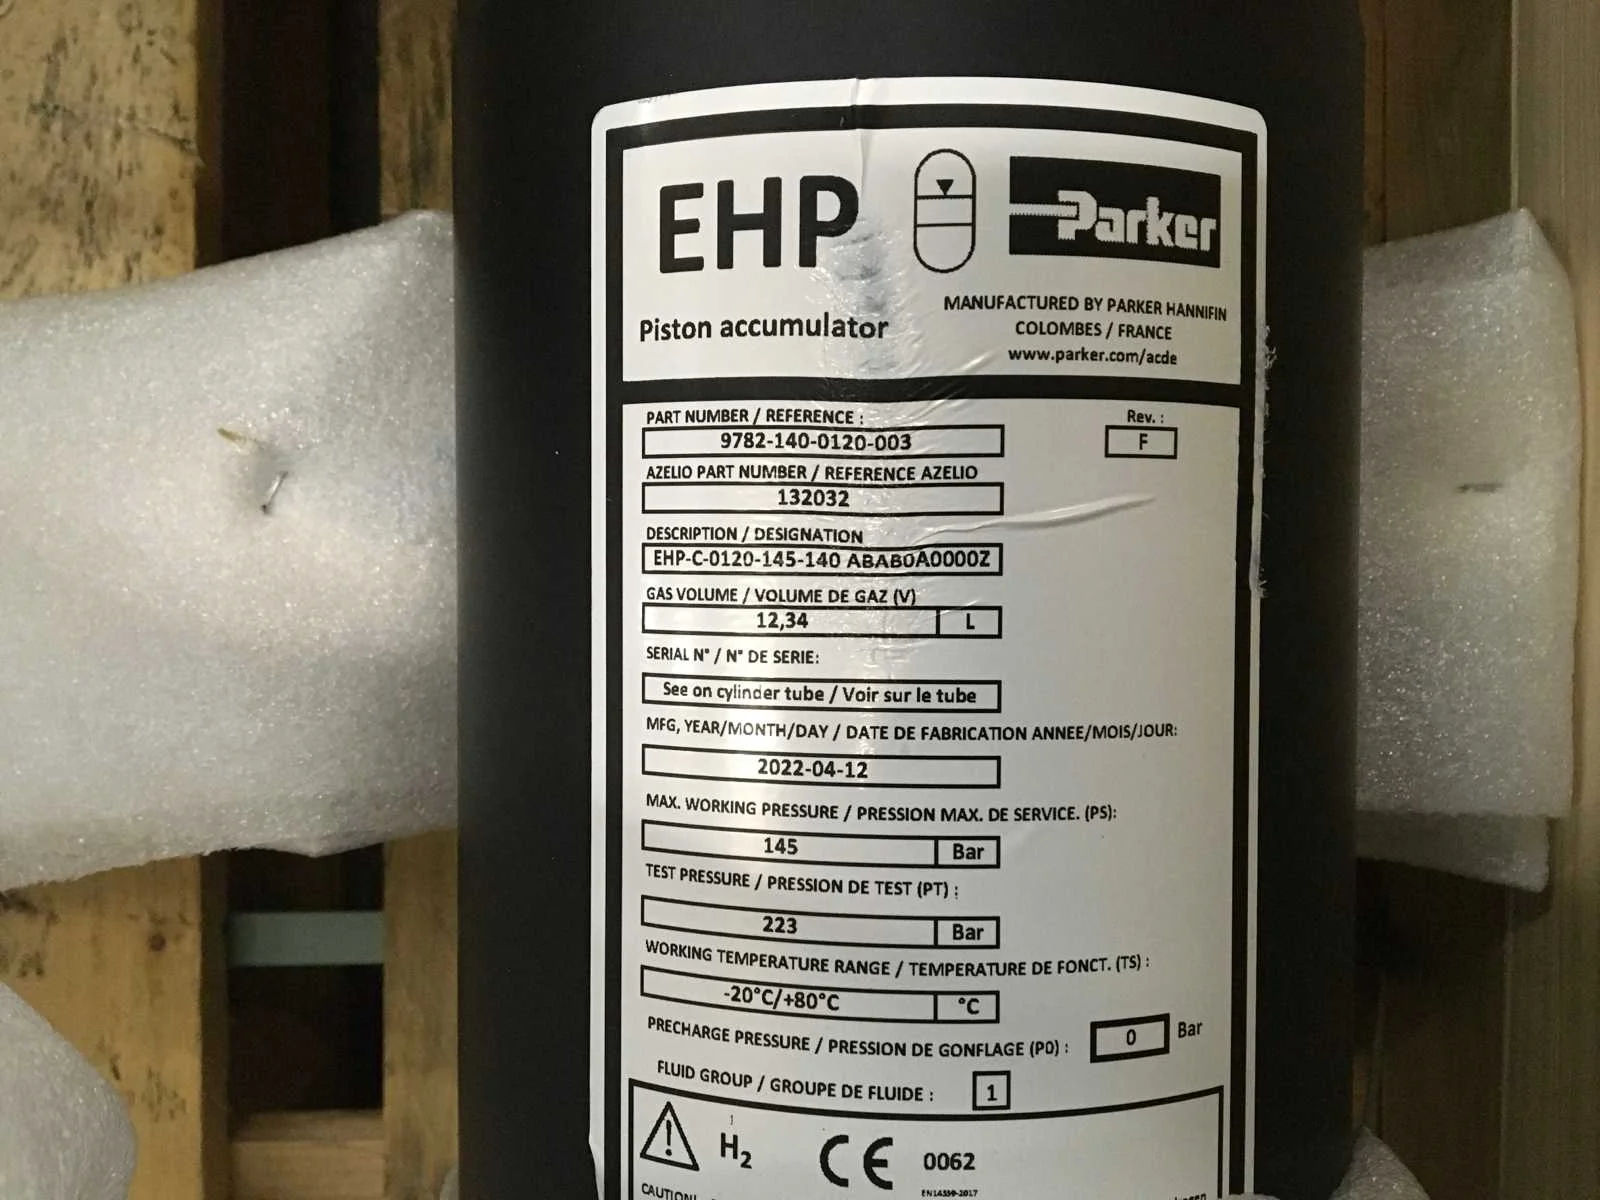 EHP
Parker
Piston accumulator
MANUFACTURED BY PARKER HANNIFIN
COLOMBES / FRANCE
www.parker.com/acde
PART NUMBER / REFERENCE :
9782-140-0120-003
Rev. :
F
AZELIO PART NUMBER / REFERENCE AZELIO
132032
DESCRIPTION / DESIGNATION
EHP-C-0120-145-140 ABAB0A0000Z
GAS VOLUME / VOLUME DE GAZ (V)
12,34 L
SERIAL N° / N° DE SERIE:
See on cylinder tube / Voir sur le tube
MFG, YEAR/MONTH/DAY / DATE DE FABRICATION ANNEE/MOIS/JOUR:
2022-04-12
MAX. WORKING PRESSURE / PRESSION MAX. DE SERVICE. (PS):
145 Bar
TEST PRESSURE / PRESSION DE TEST (PT) :
223 Bar
WORKING TEMPERATURE RANGE / TEMPERATURE DE FONCT. (TS) :
-20°C/+80°C °C
PRECHARGE PRESSURE / PRESSION DE GONFLAGE (P0) : 0 Bar
FLUID GROUP / GROUPE DE FLUIDE : 1
H2 CE 0062
EN14359-2017
CAUTION!